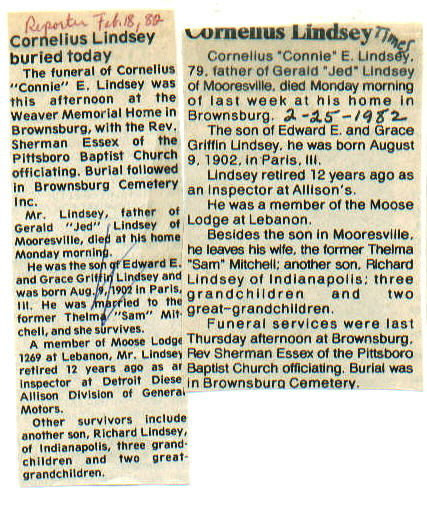 Reporter Feb. 18, 82
Cornelius Lindsey
buried today
The funeral of Cornelius
"Connie" E. Lindsey was
this afternoon at the
Weaver Memorial Home in
Brownsburg, with the Rev.
Sherman Essex of the
Pittsboro Baptist Church
officiating. Burial followed
in Brownsburg Cemetery
Inc.
Mr. Lindsey, father of
Gerald "Jed" Lindsey of
Mooresville, died at his home
Monday morning.
He was the son of Edward E.
and Grace Griffin Lindsey and
was born Aug. 9, 1902 in Paris,
Ill. He was married to the
former Thelma "Sam" Mit-
chell, and she survives.
A member of Moose Lodge
1269 at Lebanon, Mr. Lindsey
retired 12 years ago as an
inspector at Detroit Diesel
Allison Division of General
Motors.
Other survivors include
another son, Richard Lindsey,
of Indianapolis, three grand-
children and two great-
grandchildren.
Cornelius Lindsey Times
Cornelius "Connie" E. Lindsey,
79, father of Gerald "Jed" Lindsey
of Mooresville, died Monday morning
of last week at his home in
Brownsburg. 2-25-1982
The son of Edward E. and Grace
Griffin Lindsey, he was born August
9, 1902, in Paris, Ill.
Lindsey retired 12 years ago as
an Inspector at Allison's.
He was a member of the Moose
Lodge at Lebanon.
Besides the son in Mooresville,
he leaves his wife, the former Thelma
"Sam" Mitchell; another son, Richard
Lindsey of Indianapolis; three
grandchildren and two
great-grandchildren.
Funeral services were last
Thursday afternoon at Brownsburg,
Rev Sherman Essex of the Pittsboro
Baptist Church officiating. Burial was
in Brownsburg Cemetery.